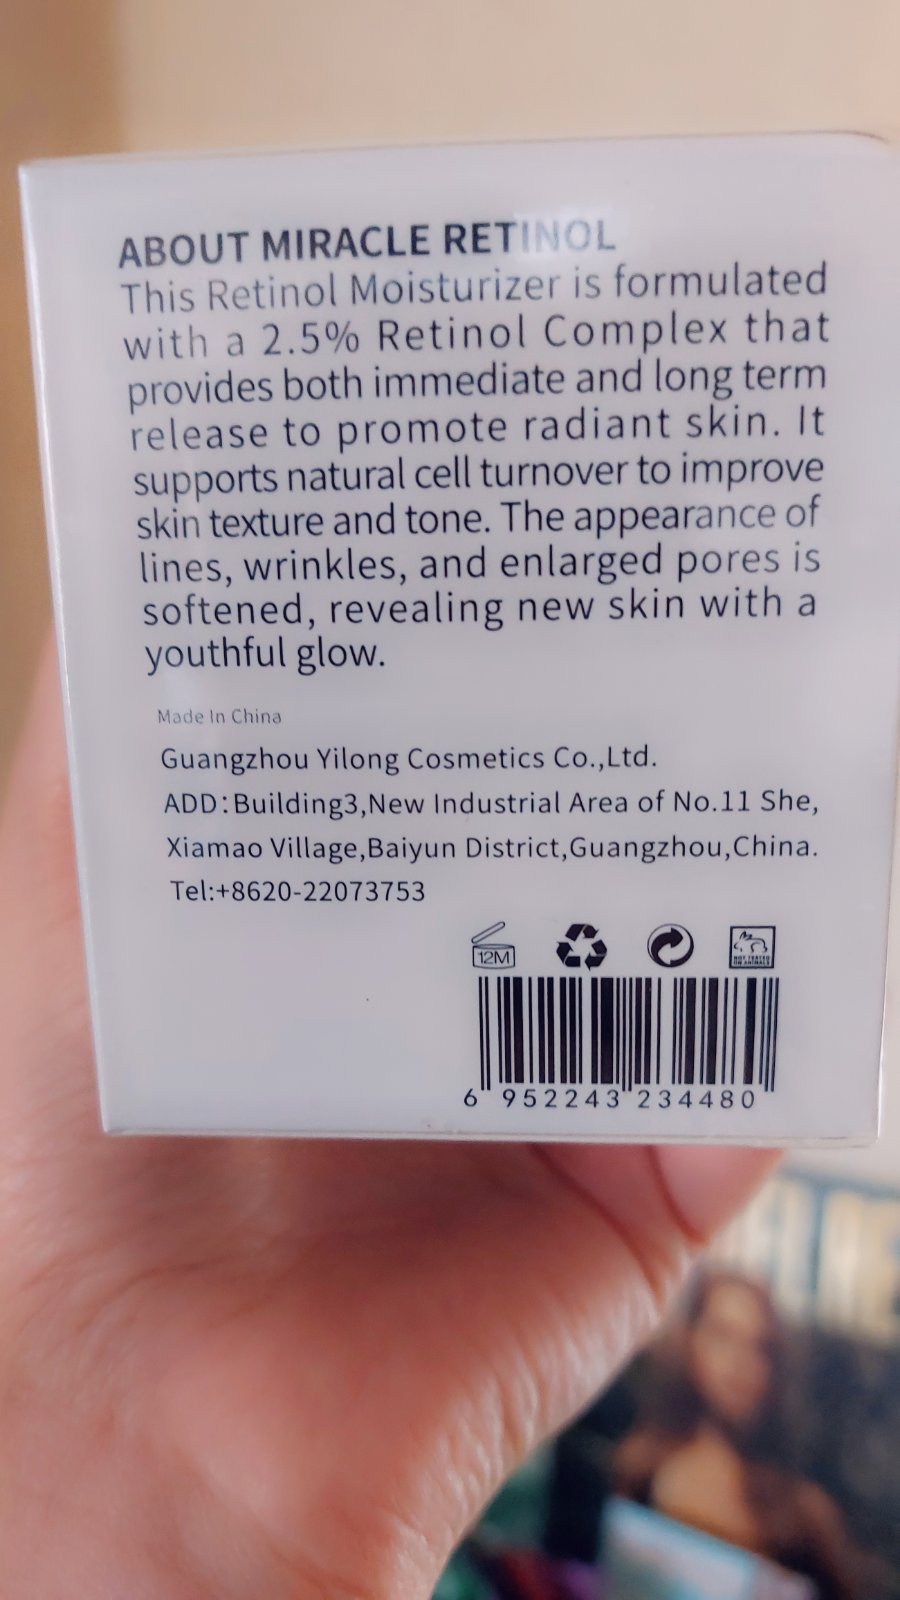 ABOUT MIRACLE RETINOL
This Retinol Moisturizer is formulated
with a 2.5% Retinol Complex that
provides both immediate and long term
release to promote radiant skin. It
supports natural cell turnover to improve
skin texture and tone. The appearance of
lines, wrinkles, and enlarged pores is
softened, revealing new skin with a
youthful glow.
Made In China
Guangzhou Yilong Cosmetics Co.,Ltd.
ADD:Building3,New Industrial Area of No.11 She,
Xiamao Village,Baiyun District,Guangzhou,China.
Tel:+8620-22073753
12M
NOT TESTED
ON ANIMALS
6 952243 234480